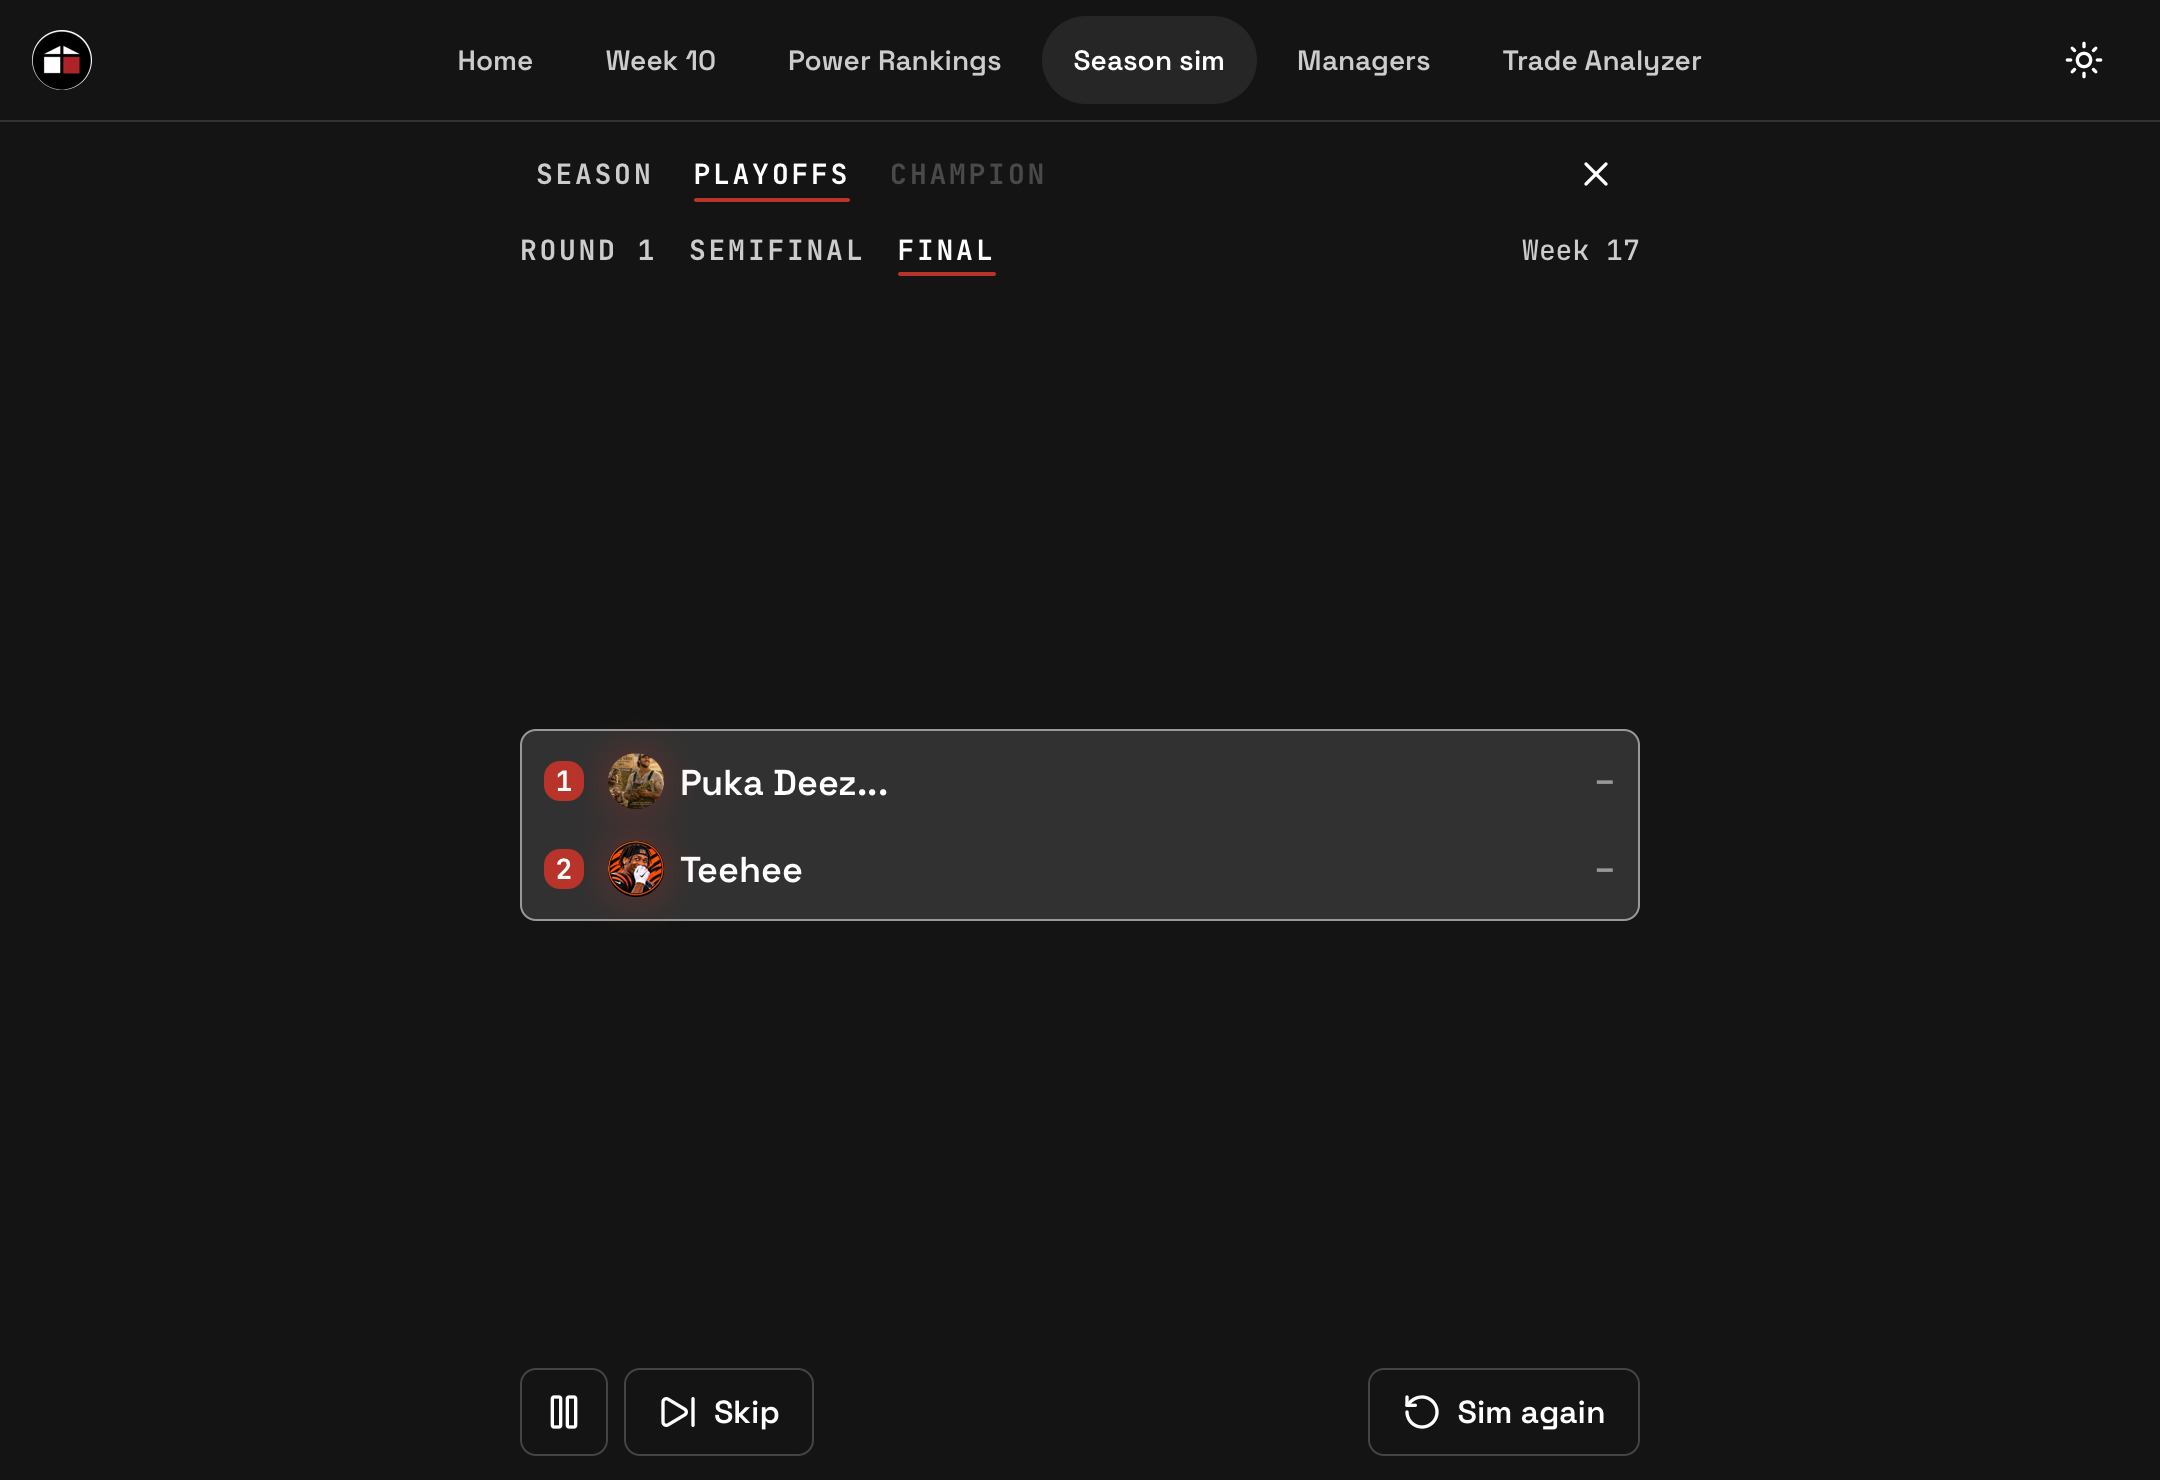 Home Week 10 Power Rankings Season sim Managers Trade Analyzer
SEASON PLAYOFFS CHAMPION
ROUND 1 SEMIFINAL FINAL Week 17
1 Puka Deez... –
2 Teehee –
Skip Sim again